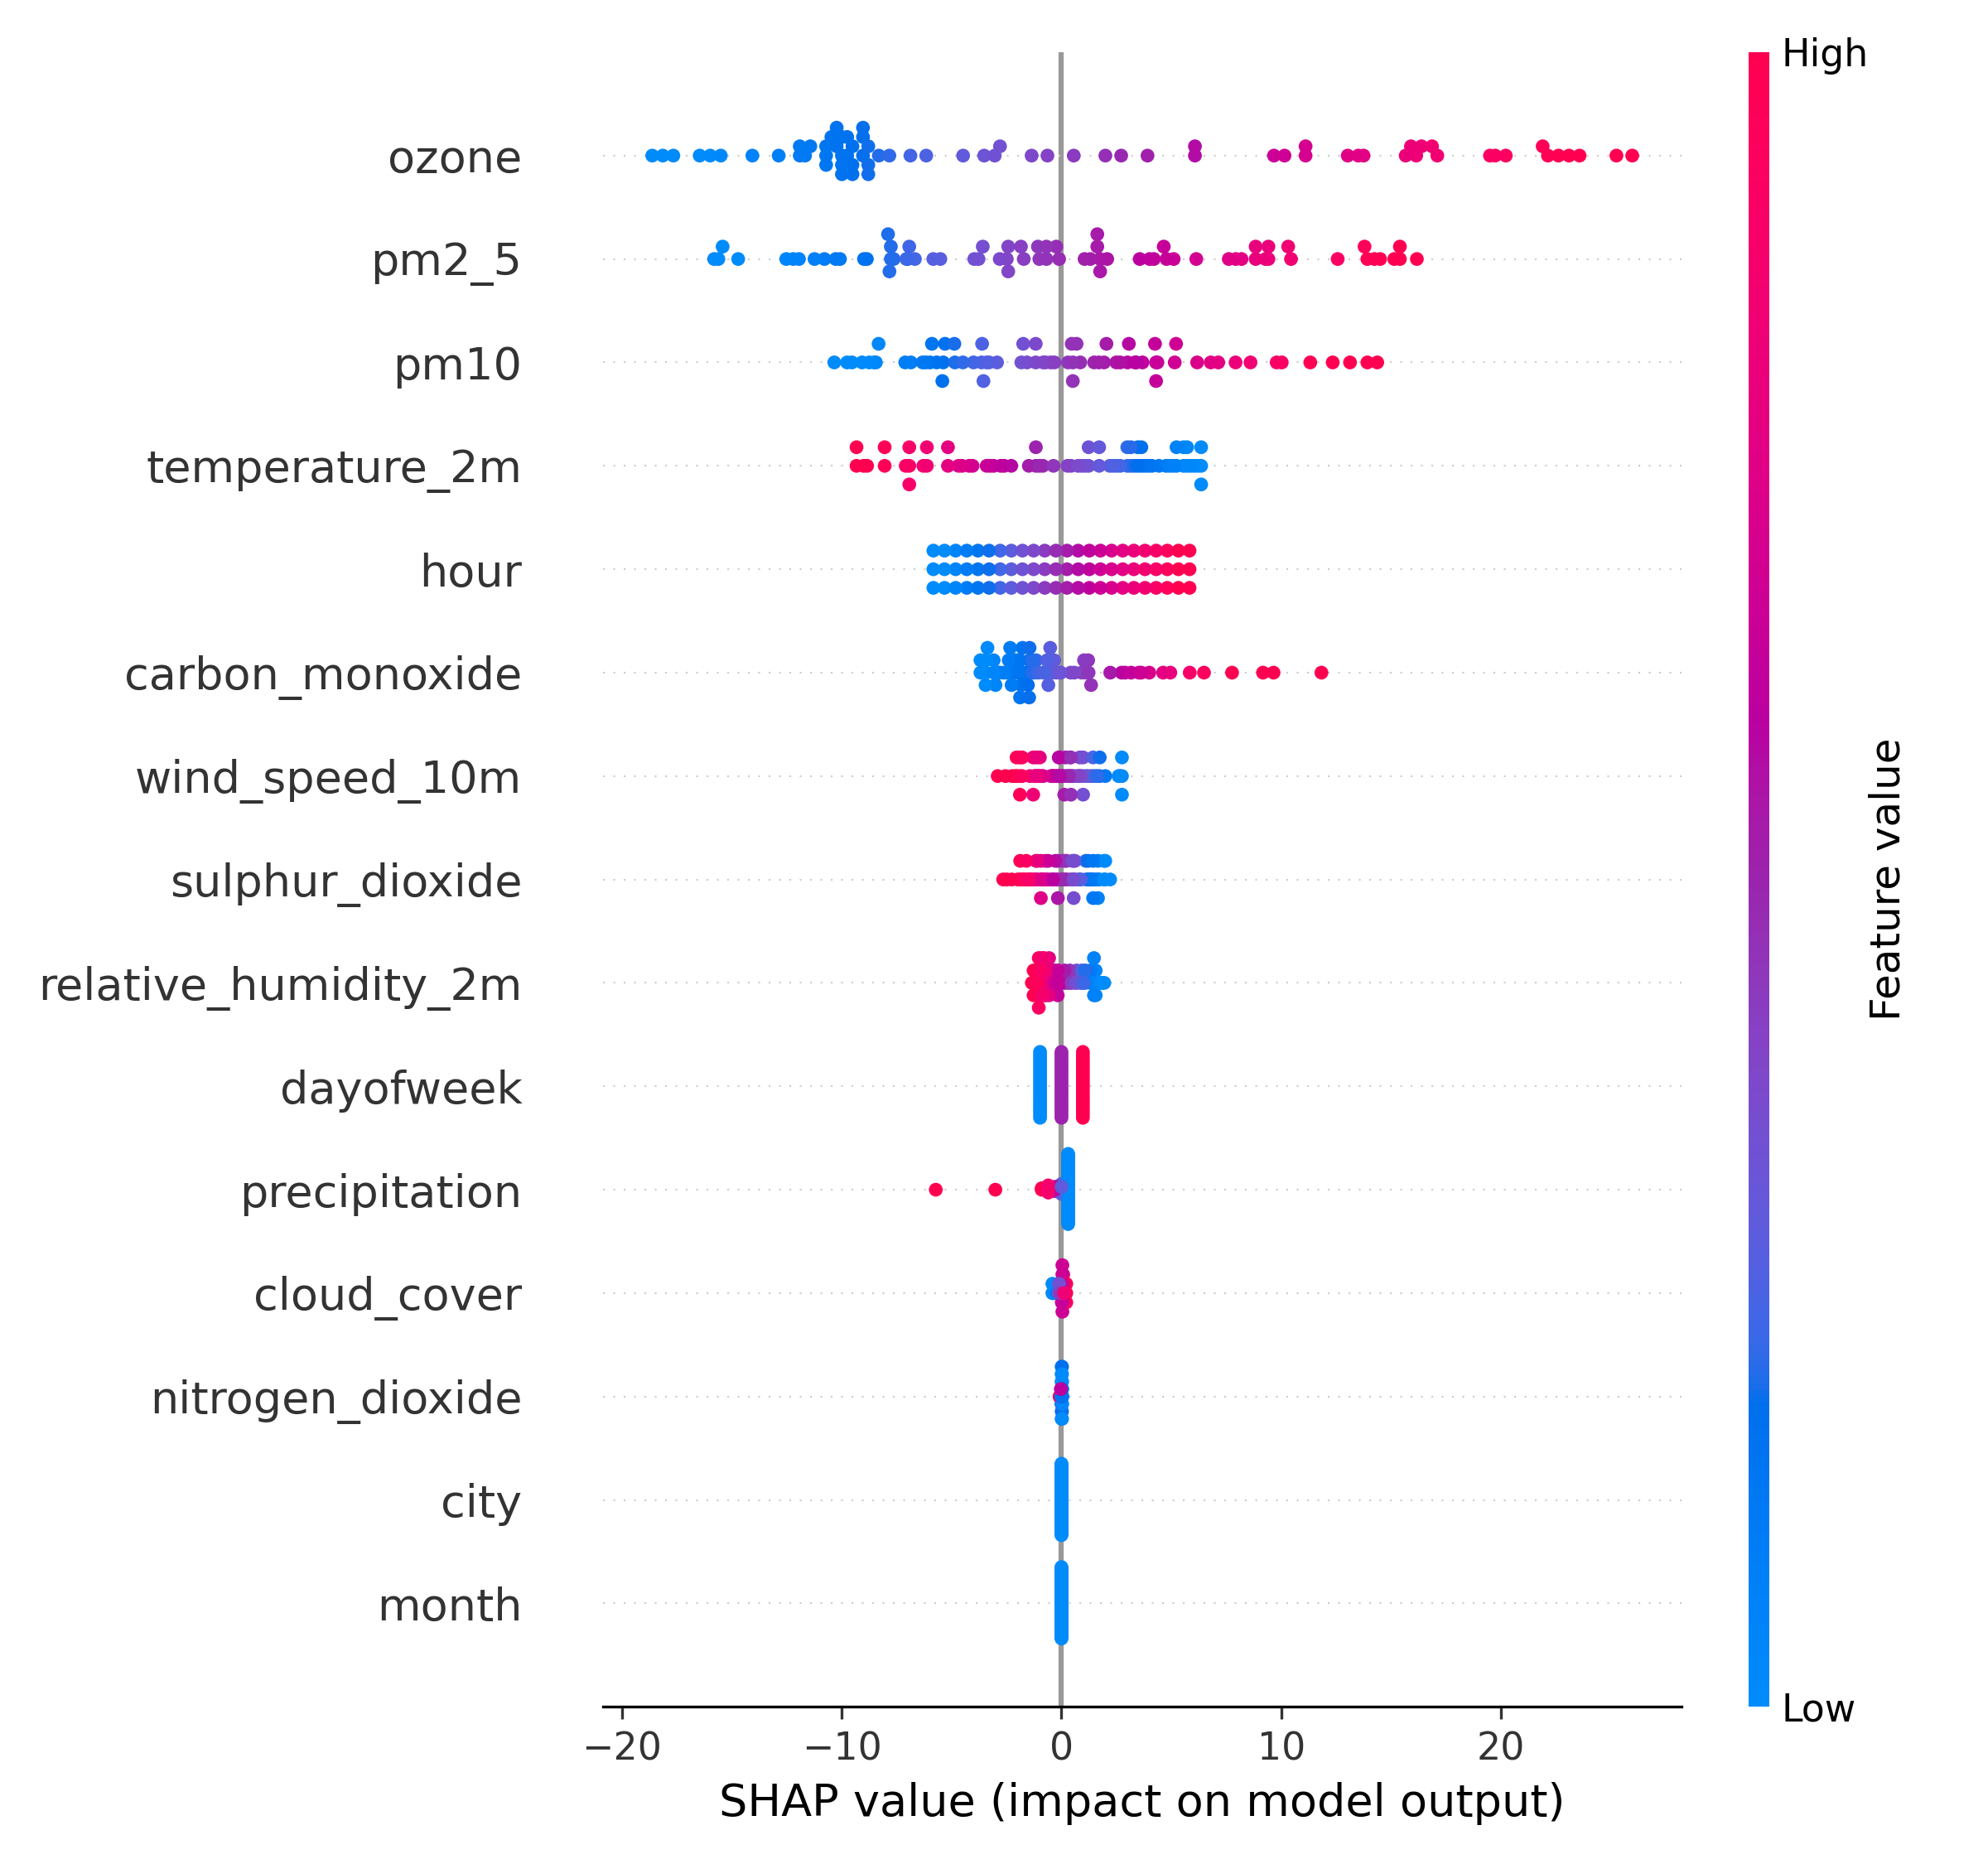 High
ozone
pm2_5
pm10
temperature_2m
hour
carbon_monoxide
wind_speed_10m
sulphur_dioxide
relative_humidity_2m
dayofweek
precipitation
cloud_cover
nitrogen_dioxide
city
month
Feature value
Low
−20 −10 0 10 20
SHAP value (impact on model output)